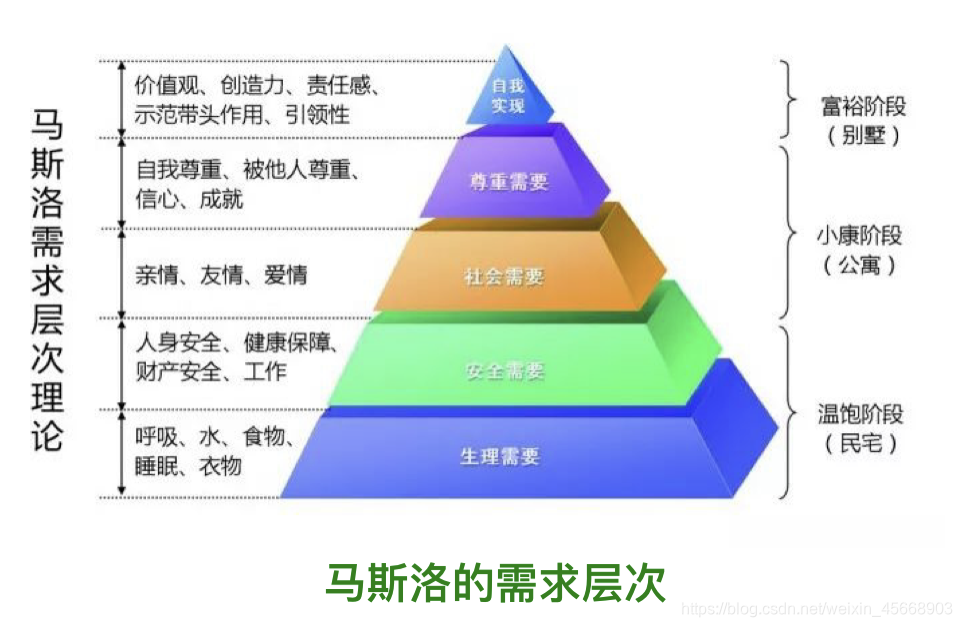 马斯洛需求层次理论
价值观、创造力、责任感、
示范带头作用、引领性
自我
实现
富裕阶段
（别墅）
自我尊重、被他人尊重、
信心、成就
尊重需要
小康阶段
（公寓）
亲情、友情、爱情
社会需要
人身安全、健康保障、
财产安全、工作
安全需要
温饱阶段
（民宅）
呼吸、水、食物、
睡眠、衣物
生理需要
马斯洛的需求层次
https://blog.csdn.net/weixin_45668903